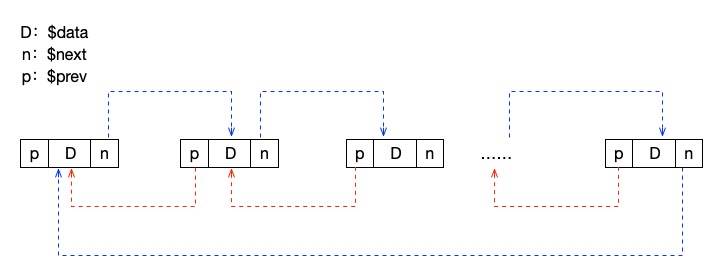 D: $data
n: $next
p: $prev
p D n p D n p D n ...... p D n